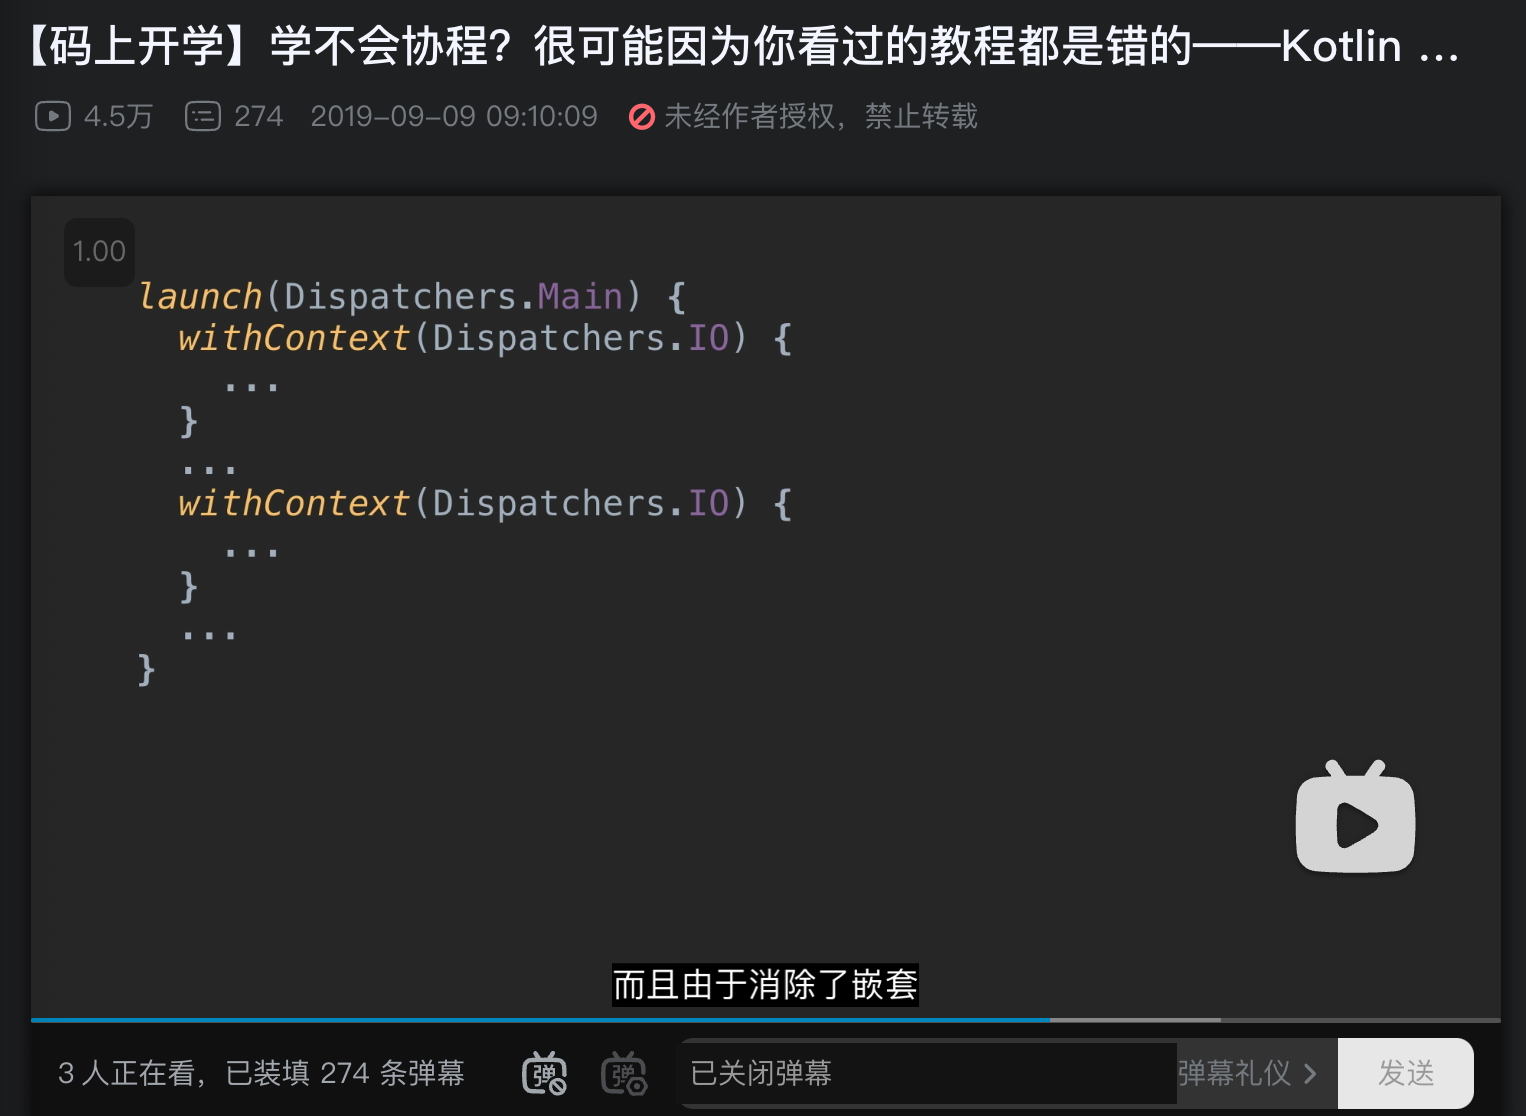 【码上开学】学不会协程？很可能因为你看过的教程都是错的——Kotlin ...
4.5万 274 2019-09-09 09:10:09 未经作者授权，禁止转载
1.00
launch(Dispatchers.Main) {
withContext(Dispatchers.IO) {
...
}
...
withContext(Dispatchers.IO) {
...
}
...
}
而且由于消除了嵌套
3 人正在看，已装填 274 条弹幕 弹 弹 已关闭弹幕 弹幕礼仪 > 发送